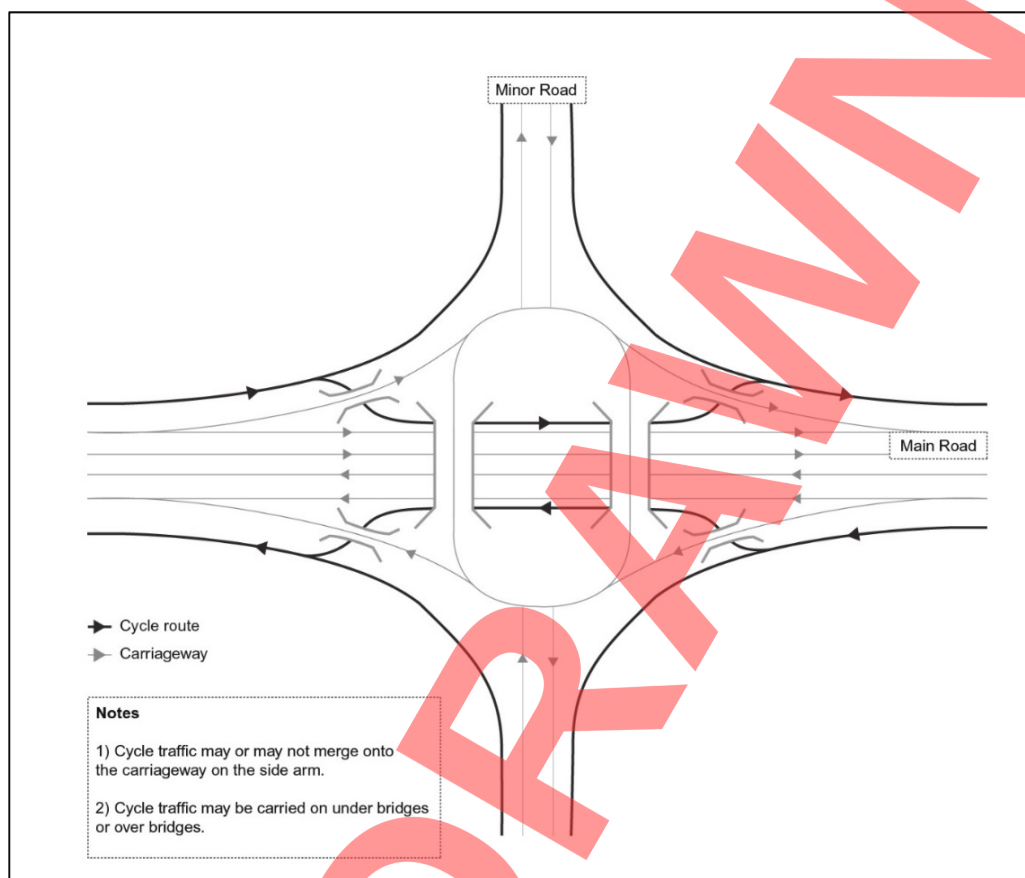 Minor Road
Main Road
Cycle route
Carriageway
Notes
1) Cycle traffic may or may not merge onto
the carriageway on the side arm.
2) Cycle traffic may be carried on under bridges
or over bridges.